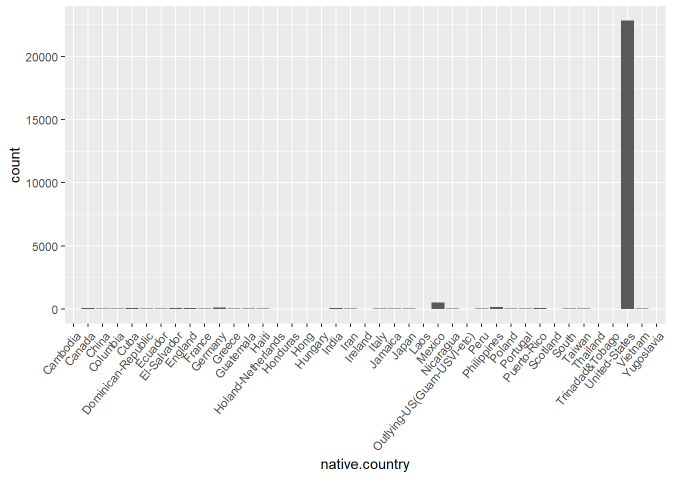 20000
15000
10000
5000
0
count
Cambodia
Canada
China
Columbia
Cuba
Dominican-Republic
Ecuador
El-Salvador
England
France
Germany
Greece
Guatemala
Haiti
Holand-Netherlands
Honduras
Hong
Hungary
India
Iran
Ireland
Italy
Jamaica
Japan
Laos
Mexico
Nicaragua
Outlying-US(Guam-USVI-etc)
Peru
Philippines
Poland
Portugal
Puerto-Rico
Scotland
South
Taiwan
Thailand
Trinadad&Tobago
United-States
Vietnam
Yugoslavia
native.country